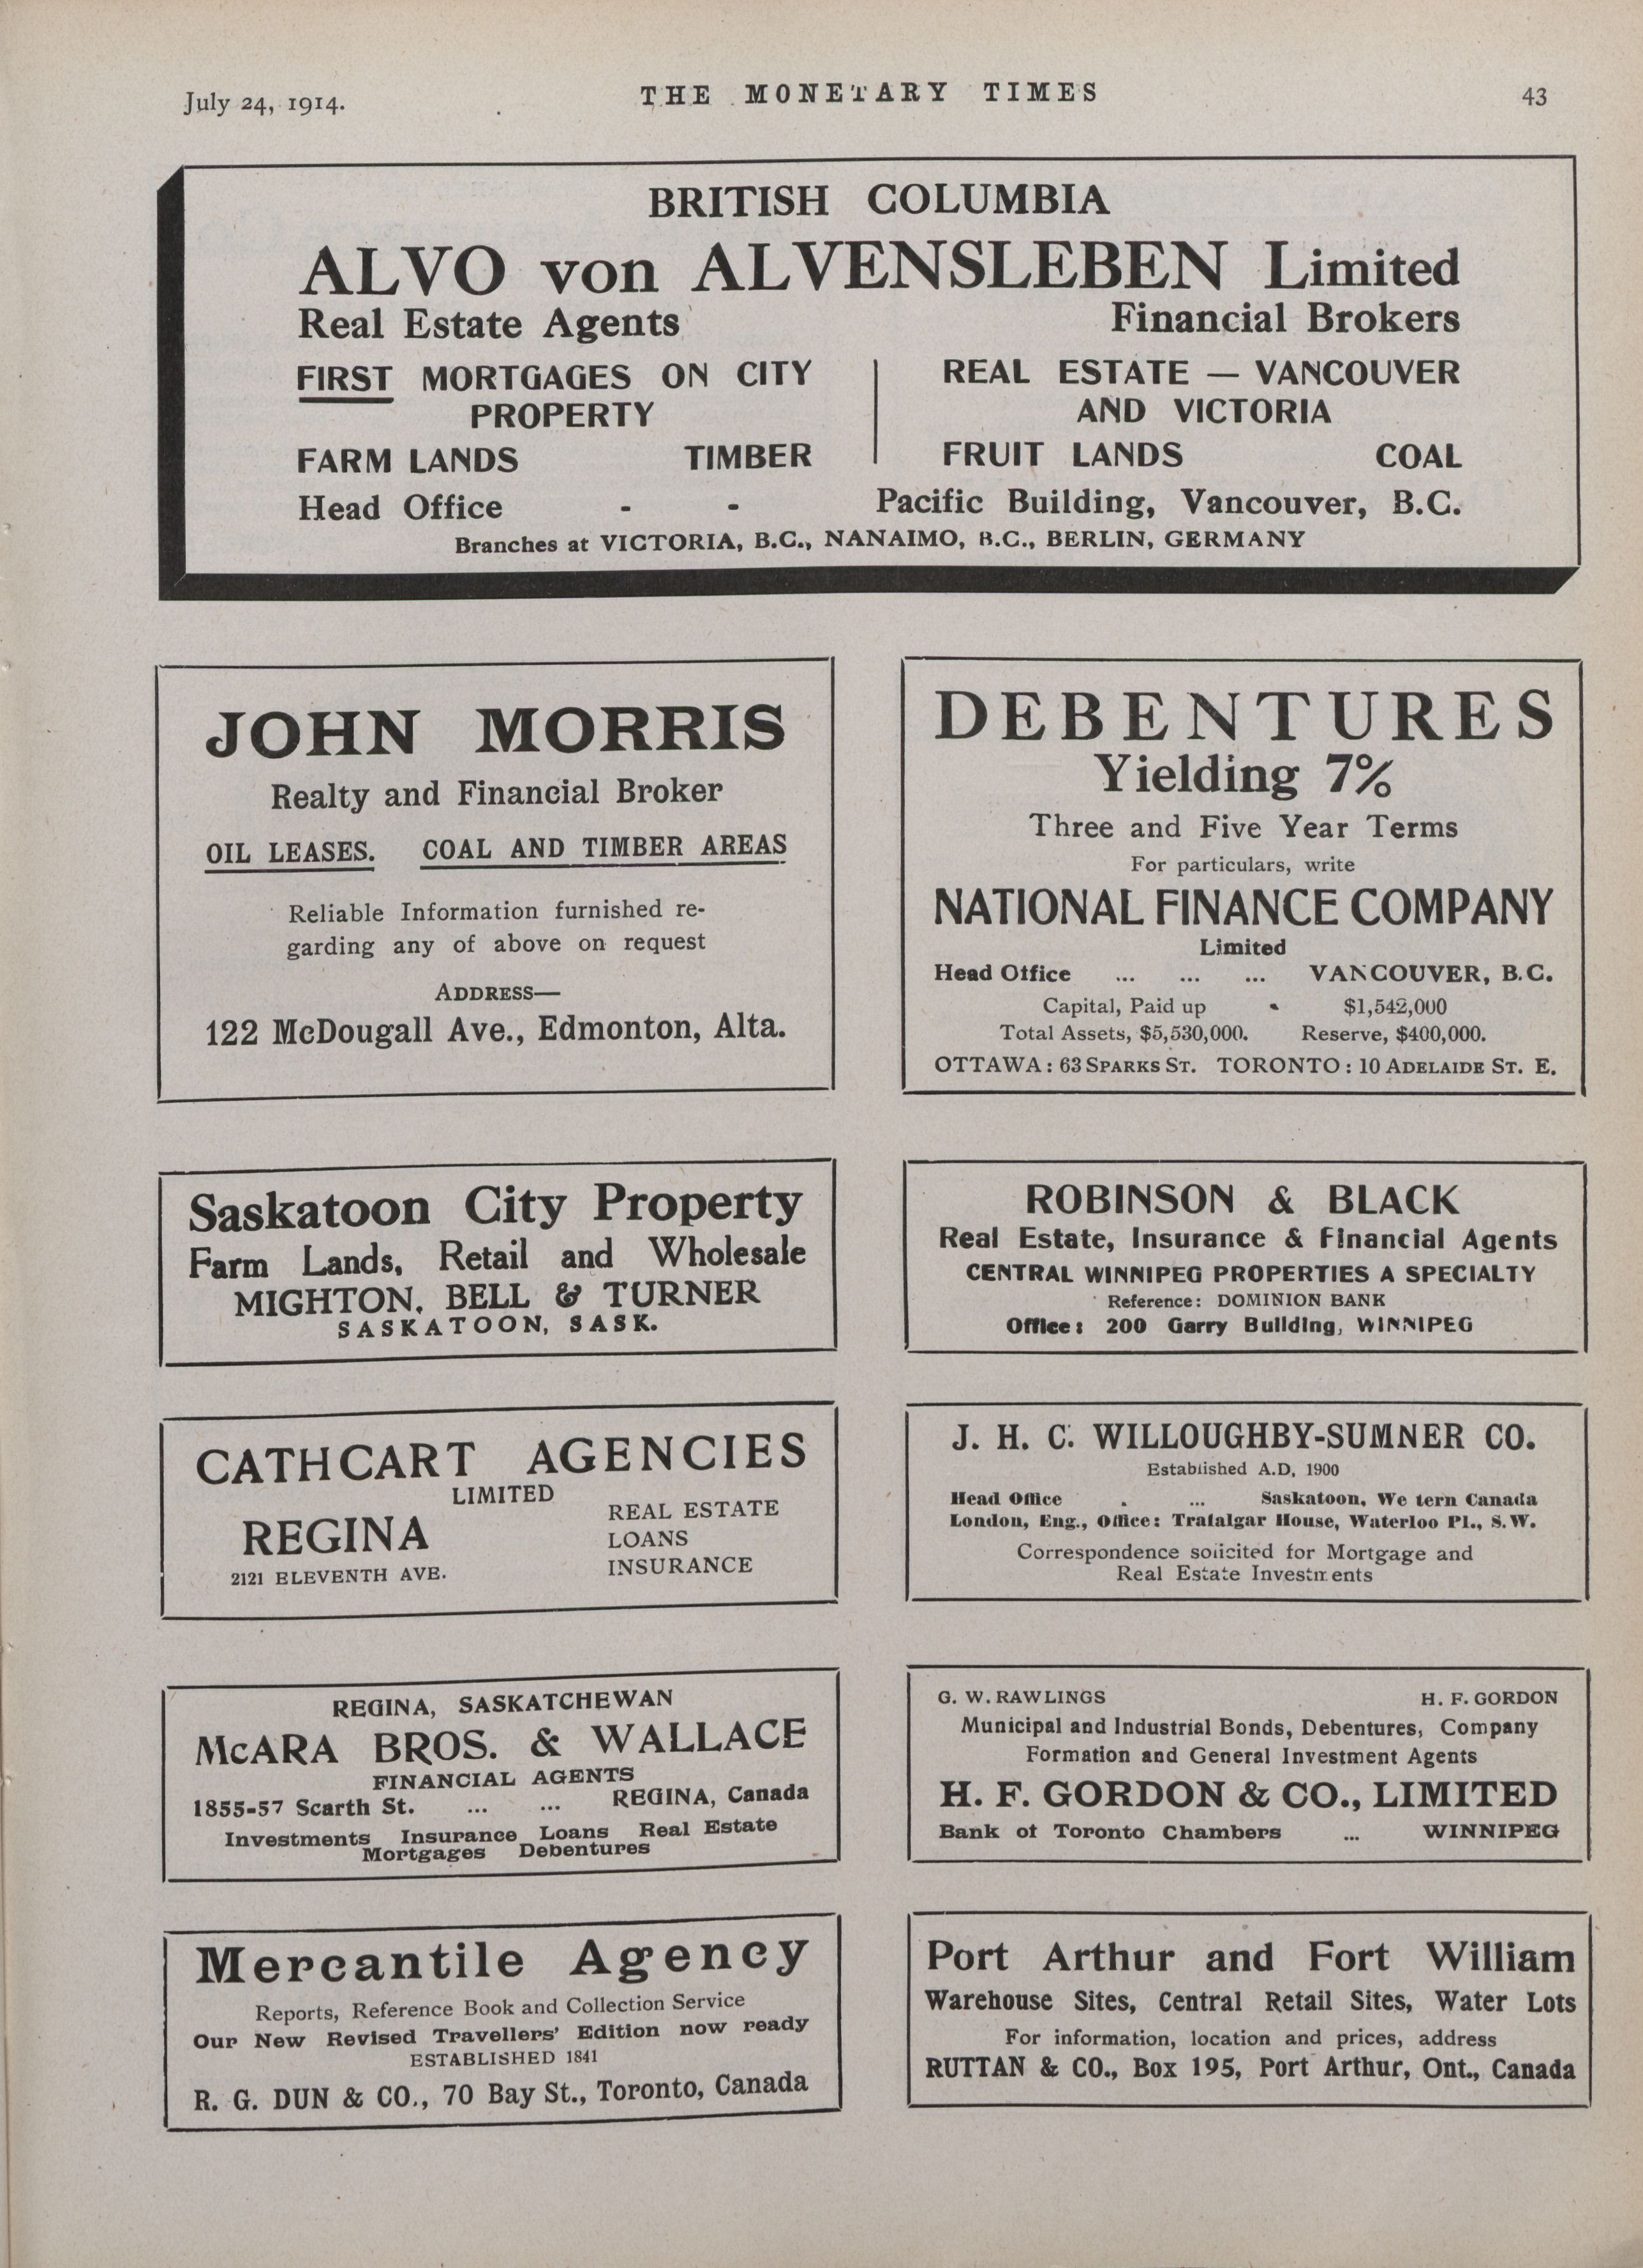 July 24, 1914.
THE MONETARY TIMES
43
BRITISH COLUMBIA
ALVO von ALVENSLEBEN Limited
Real Estate Agents
Financial Brokers
FIRST MORTGAGES ON CITY
PROPERTY
FARM LANDS TIMBER
REAL ESTATE — VANCOUVER
AND VICTORIA
FRUIT LANDS COAL
Head Office - - Pacific Building, Vancouver, B.C.
Branches at VICTORIA, B.C., NANAIMO, B.C., BERLIN, GERMANY
JOHN MORRIS
Realty and Financial Broker
OIL LEASES. COAL AND TIMBER AREAS
Reliable Information furnished re-
garding any of above on request
ADDRESS—
122 McDougall Ave., Edmonton, Alta.
DEBENTURES
Yielding 7%
Three and Five Year Terms
For particulars, write
NATIONAL FINANCE COMPANY
Limited
Head Office ... ... ... VANCOUVER, B.C.
Capital, Paid up - $1,542,000
Total Assets, $5,530,000. Reserve, $400,000.
OTTAWA: 63 SPARKS ST. TORONTO: 10 ADELAIDE ST. E.
Saskatoon City Property
Farm Lands, Retail and Wholesale
MIGHTON, BELL & TURNER
SASKATOON, SASK.
ROBINSON & BLACK
Real Estate, Insurance & Financial Agents
CENTRAL WINNIPEG PROPERTIES A SPECIALTY
Reference: DOMINION BANK
Office: 200 Garry Building, WINNIPEG
CATHCART AGENCIES
LIMITED
REGINA
2121 ELEVENTH AVE.
REAL ESTATE
LOANS
INSURANCE
J. H. C. WILLOUGHBY-SUMNER CO.
Established A.D, 1900
Head Office . ... Saskatoon, We tern Canada
London, Eng., Office: Trafalgar House, Waterloo Pl., S.W.
Correspondence solicited for Mortgage and
Real Estate Investments
REGINA, SASKATCHEWAN
McARA BROS. & WALLACE
FINANCIAL AGENTS
1855-57 Scarth St. ... ... REGINA, Canada
Investments Insurance Loans Real Estate
Mortgages Debentures
G. W. RAWLINGS H. F. GORDON
Municipal and Industrial Bonds, Debentures, Company
Formation and General Investment Agents
H. F. GORDON & CO., LIMITED
Bank of Toronto Chambers ... WINNIPEG
Mercantile Agency
Reports, Reference Book and Collection Service
Our New Revised Travellers' Edition now ready
ESTABLISHED 1841
R. G. DUN & CO., 70 Bay St., Toronto, Canada
Port Arthur and Fort William
Warehouse Sites, Central Retail Sites, Water Lots
For information, location and prices, address
RUTTAN & CO., Box 195, Port Arthur, Ont., Canada